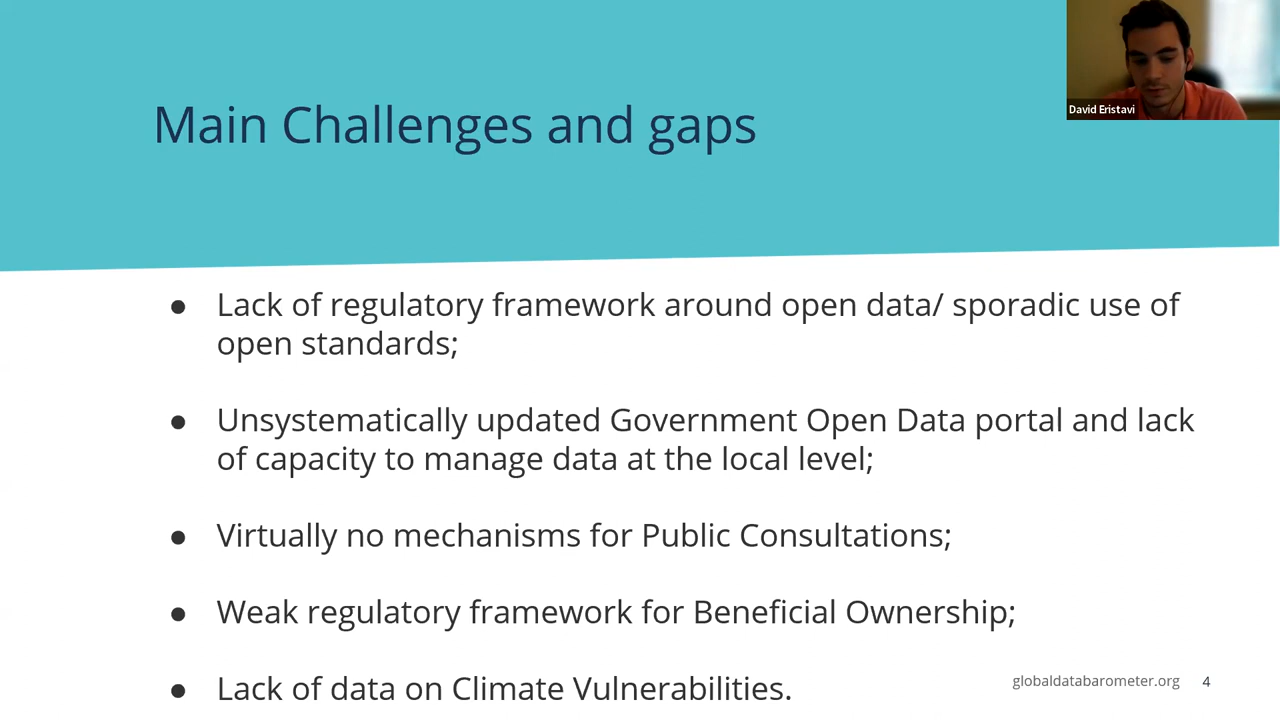 David Eristavi
Main Challenges and gaps
● Lack of regulatory framework around open data/ sporadic use of
open standards;
● Unsystematically updated Government Open Data portal and lack
of capacity to manage data at the local level;
● Virtually no mechanisms for Public Consultations;
● Weak regulatory framework for Beneficial Ownership;
● Lack of data on Climate Vulnerabilities.
globaldatabarometer.org 4